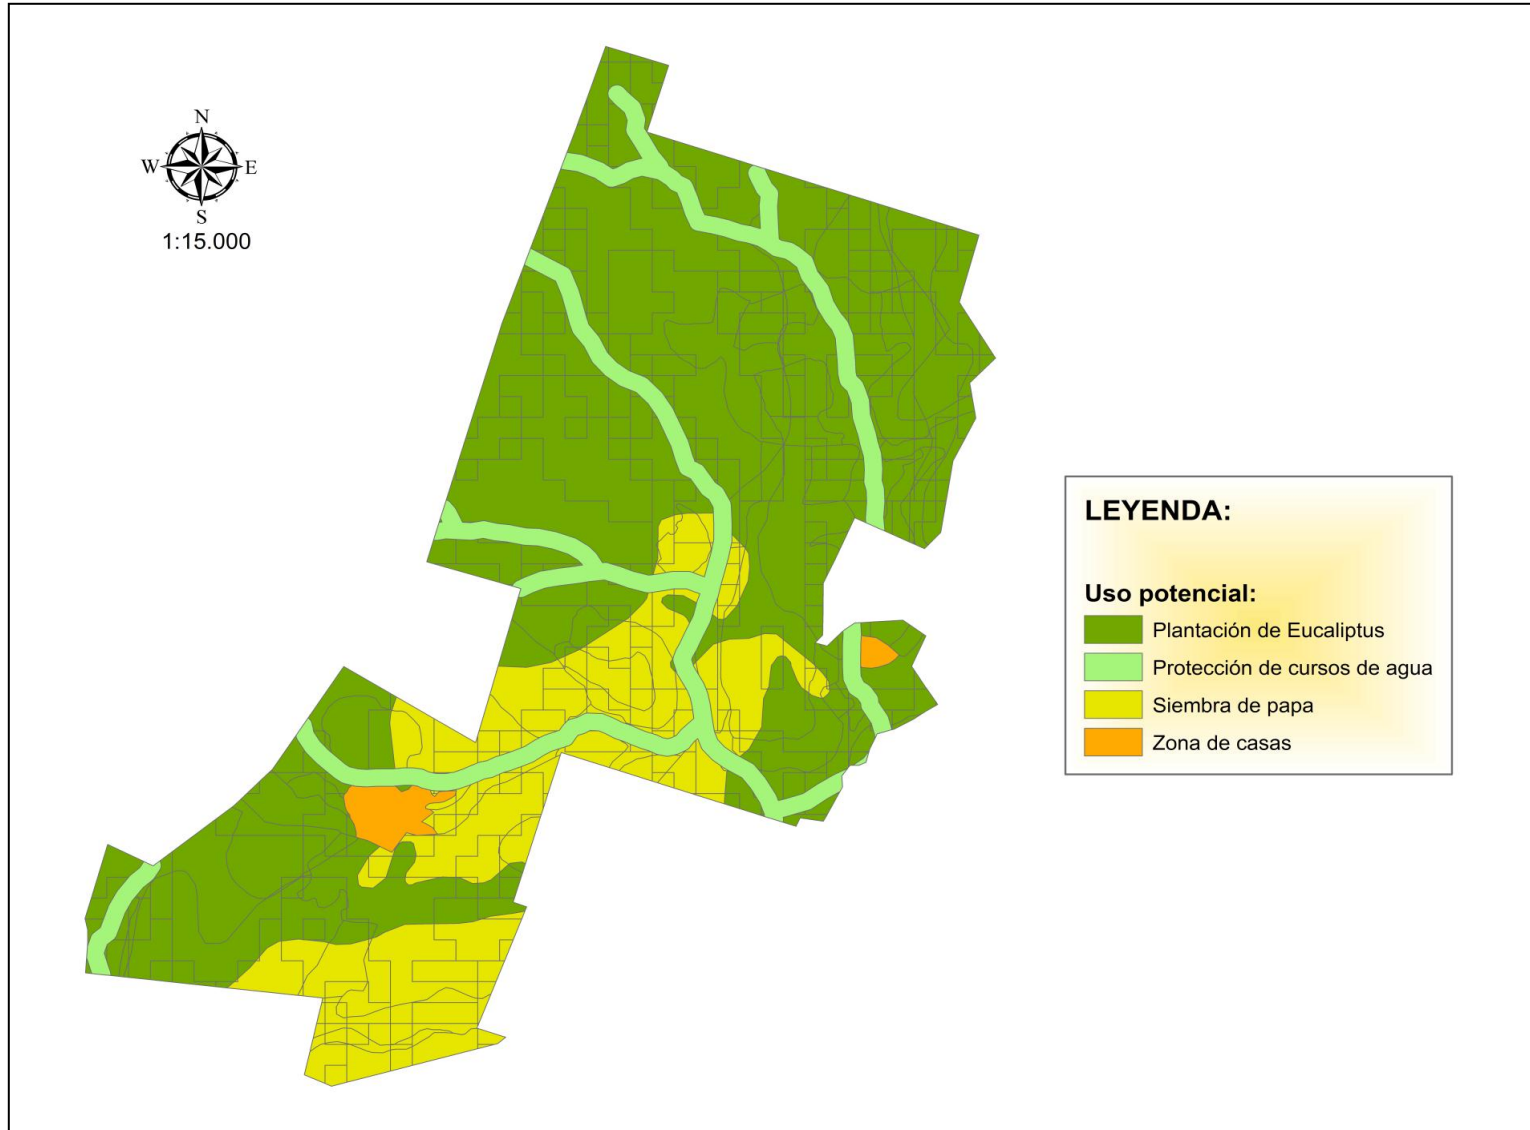 N
W E
S
1:15.000
LEYENDA:
Uso potencial:
Plantación de Eucaliptus
Protección de cursos de agua
Siembra de papa
Zona de casas